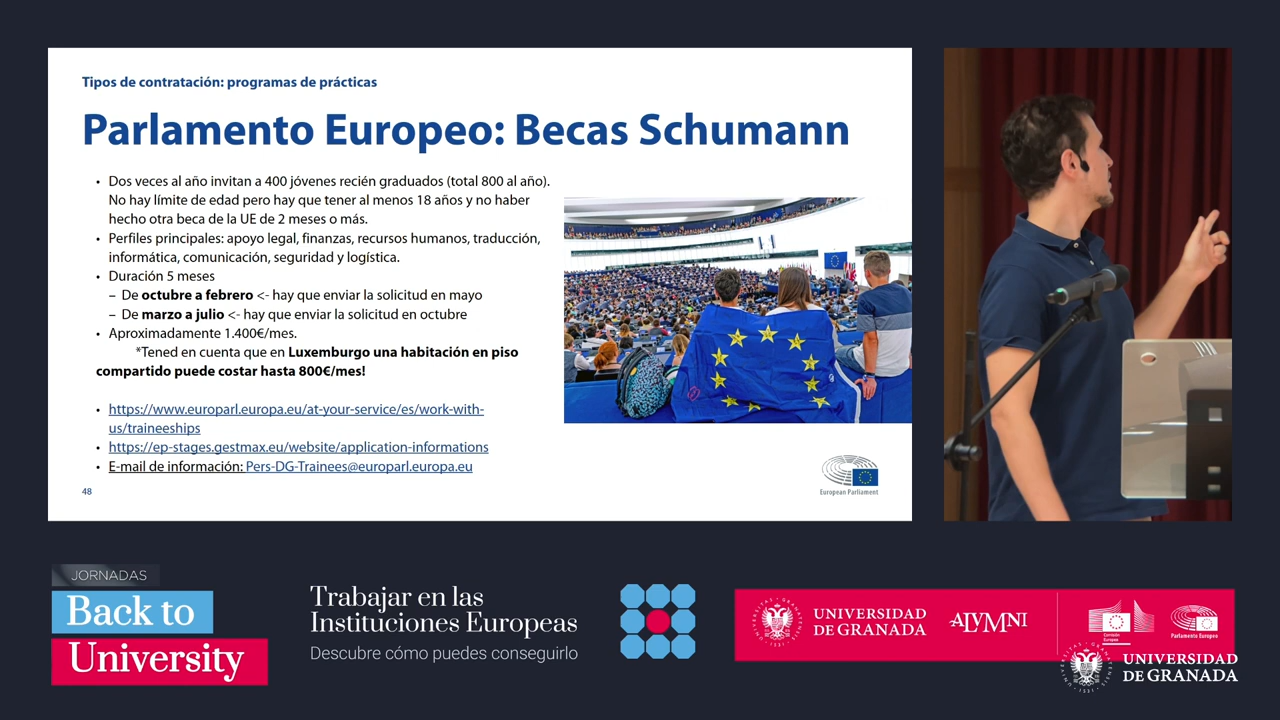 Tipos de contratación: programas de prácticas
Parlamento Europeo: Becas Schumann
• Dos veces al año invitan a 400 jóvenes recién graduados (total 800 al año).
No hay límite de edad pero hay que tener al menos 18 años y no haber
hecho otra beca de la UE de 2 meses o más.
• Perfiles principales: apoyo legal, finanzas, recursos humanos, traducción,
informática, comunicación, seguridad y logística.
• Duración 5 meses
– De octubre a febrero <- hay que enviar la solicitud en mayo
– De marzo a julio <- hay que enviar la solicitud en octubre
• Aproximadamente 1.400€/mes.
*Tened en cuenta que en Luxemburgo una habitación en piso
compartido puede costar hasta 800€/mes!
• https://www.europarl.europa.eu/at-your-service/es/work-with-
us/traineeships
• https://ep-stages.gestmax.eu/website/application-informations
• E-mail de información: Pers-DG-Trainees@europarl.europa.eu
48
European Parliament
JORNADAS
Back to
University
Trabajar en las
Instituciones Europeas
Descubre cómo puedes conseguirlo
UNIVERSIDAD
DE GRANADA
ALVMNI
Comisión
Europea
Parlamento Europeo
UNIVERSIDAD
DE GRANADA